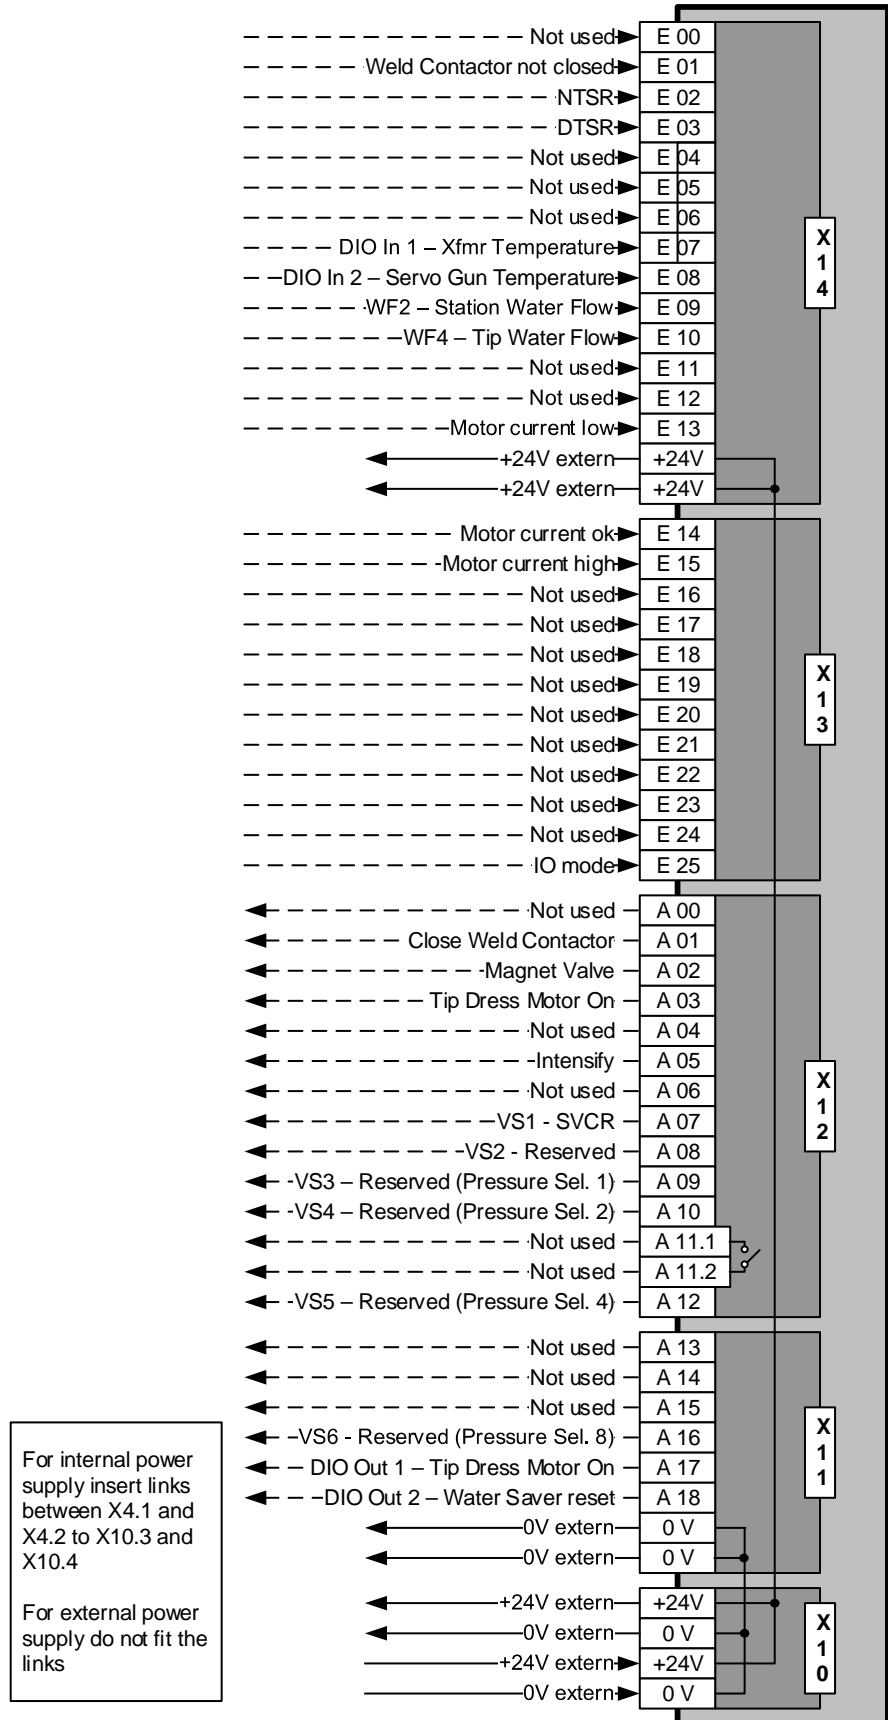 Not used E 00
Weld Contactor not closed E 01
NTSR E 02
DTSR E 03
Not used E 04
Not used E 05
Not used E 06
DIO In 1 – Xfmr Temperature E 07
DIO In 2 – Servo Gun Temperature E 08
WF2 – Station Water Flow E 09
WF4 – Tip Water Flow E 10
Not used E 11
Not used E 12
Motor current low E 13
+24V extern +24V
+24V extern +24V
X14
Motor current ok E 14
Motor current high E 15
Not used E 16
Not used E 17
Not used E 18
Not used E 19
Not used E 20
Not used E 21
Not used E 22
Not used E 23
Not used E 24
IO mode E 25
X13
Not used A 00
Close Weld Contactor A 01
Magnet Valve A 02
Tip Dress Motor On A 03
Not used A 04
Intensify A 05
Not used A 06
VS1 - SVCR A 07
VS2 - Reserved A 08
VS3 – Reserved (Pressure Sel. 1) A 09
VS4 – Reserved (Pressure Sel. 2) A 10
Not used A 11.1
Not used A 11.2
VS5 – Reserved (Pressure Sel. 4) A 12
X12
Not used A 13
Not used A 14
Not used A 15
VS6 - Reserved (Pressure Sel. 8) A 16
DIO Out 1 – Tip Dress Motor On A 17
DIO Out 2 – Water Saver reset A 18
0V extern 0 V
0V extern 0 V
X11
+24V extern +24V
0V extern 0 V
+24V extern +24V
0V extern 0 V
X10
For internal power
supply insert links
between X4.1 and
X4.2 to X10.3 and
X10.4
For external power
supply do not fit the
links